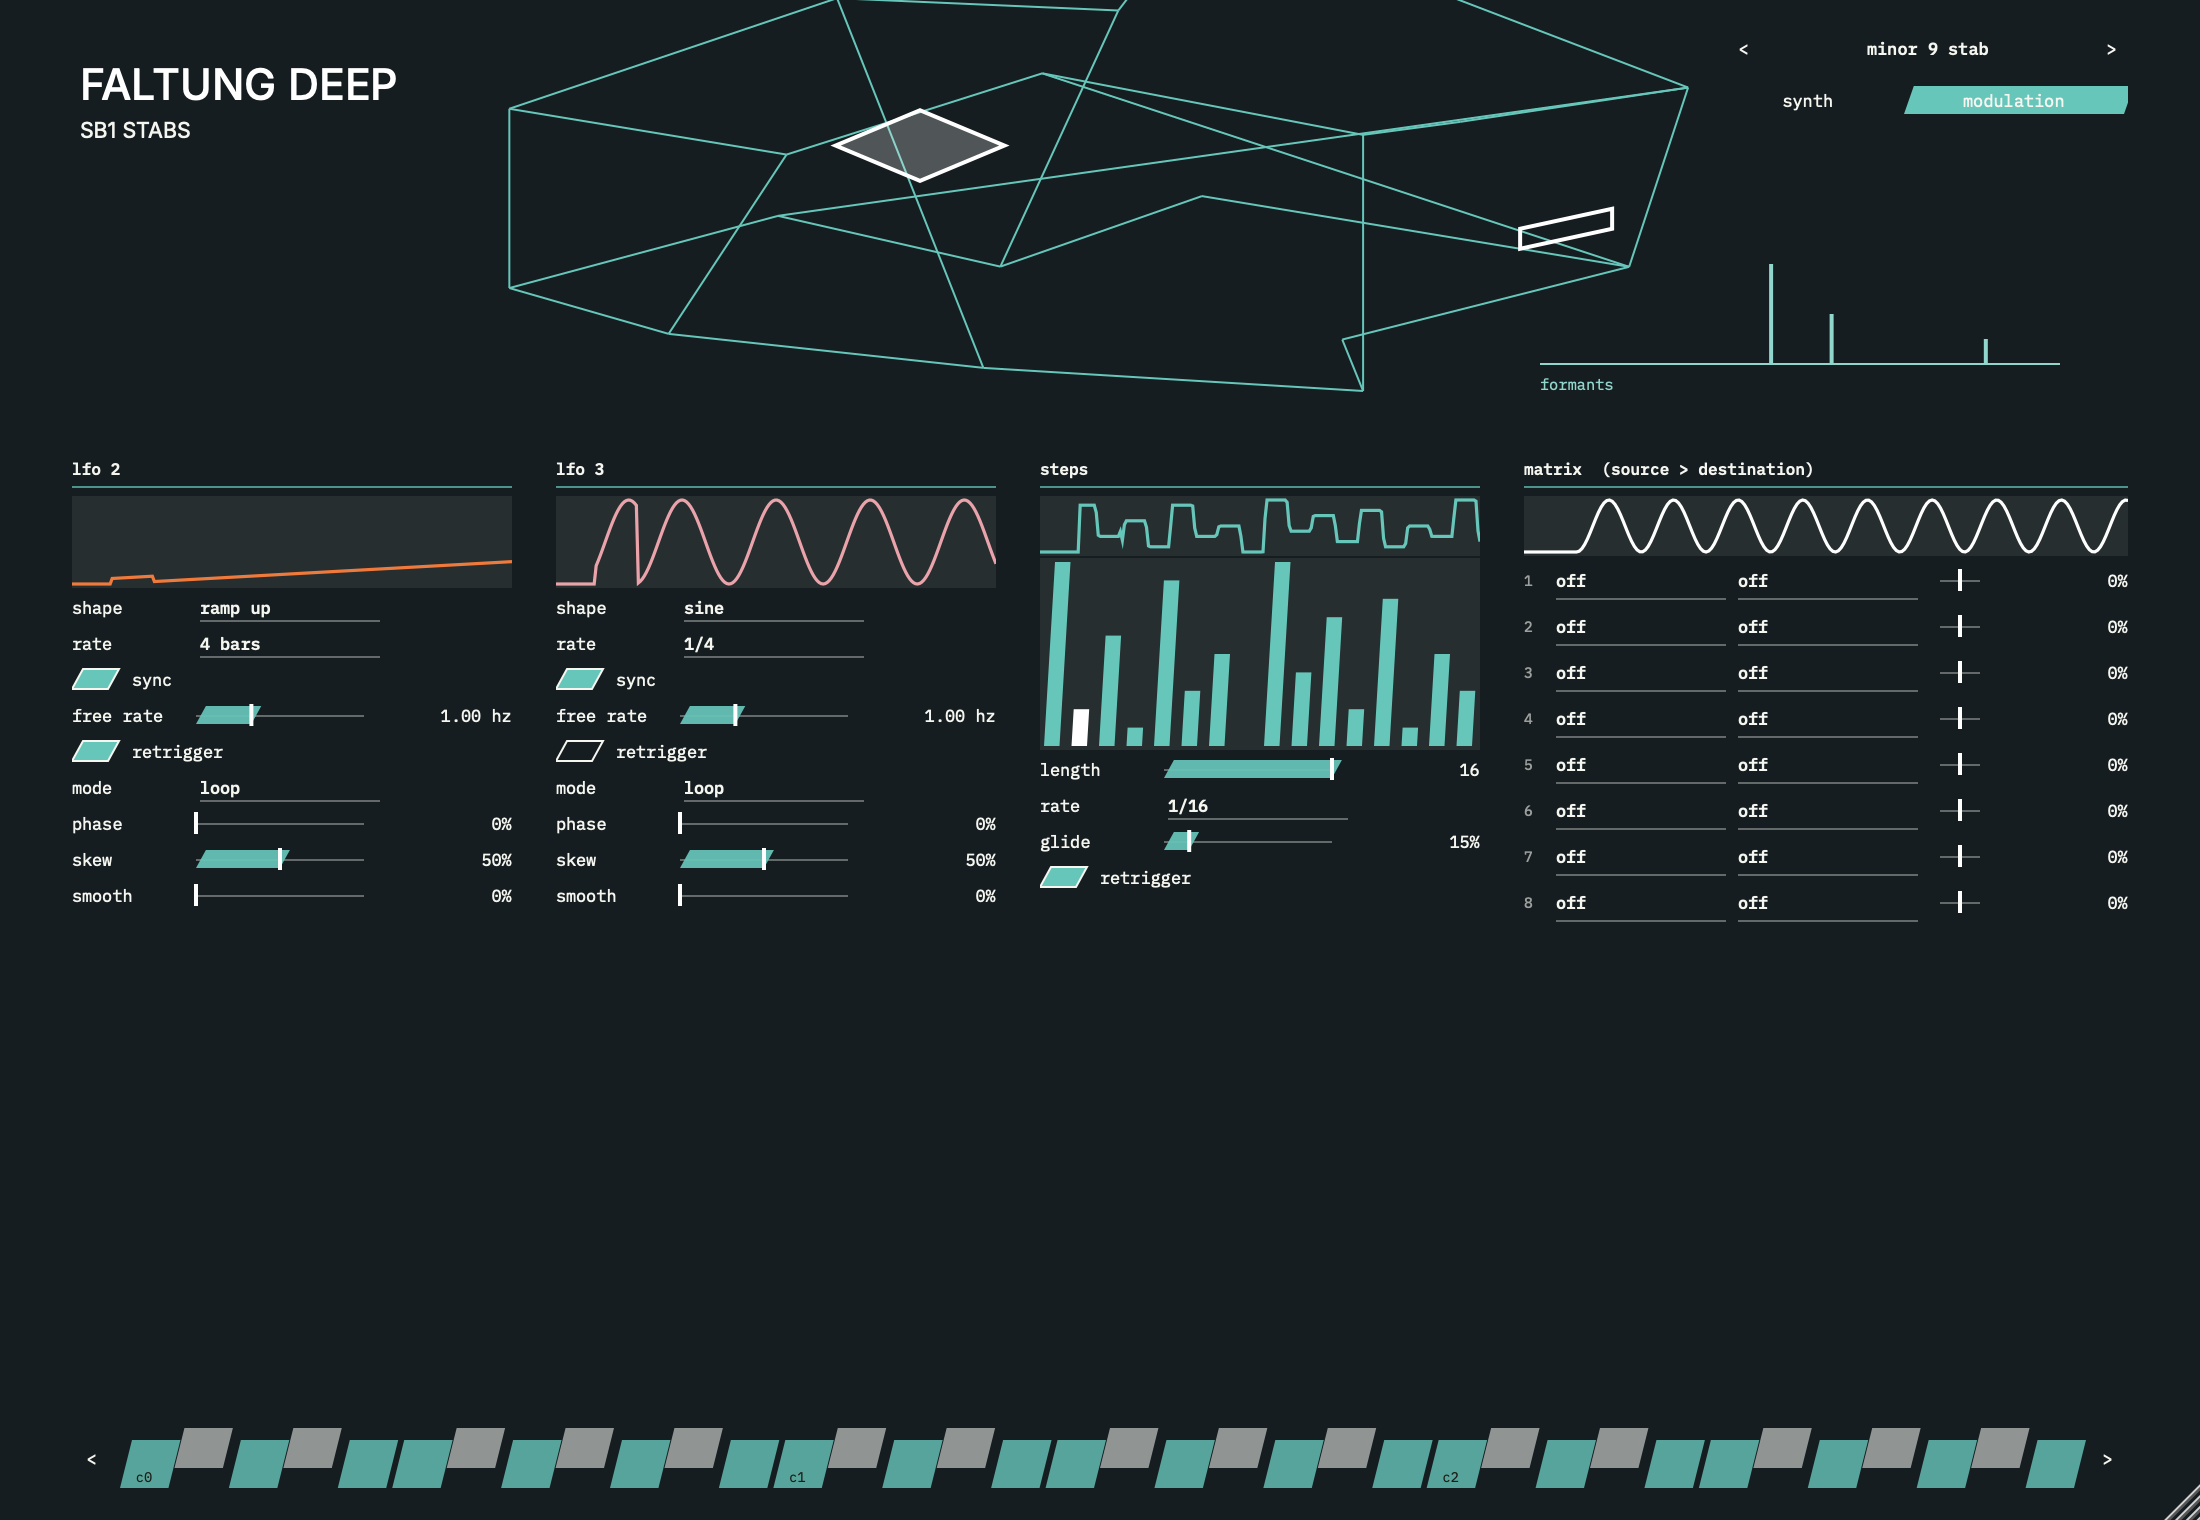 FALTUNG DEEP
SB1 STABS
< minor 9 stab >
synth modulation
formants
lfo 2
shape ramp up
rate 4 bars
sync
free rate 1.00 hz
retrigger
mode loop
phase 0%
skew 50%
smooth 0%
lfo 3
shape sine
rate 1/4
sync
free rate 1.00 hz
retrigger
mode loop
phase 0%
skew 50%
smooth 0%
steps
length 16
rate 1/16
glide 15%
retrigger
matrix (source > destination)
1 off off 0%
2 off off 0%
3 off off 0%
4 off off 0%
5 off off 0%
6 off off 0%
7 off off 0%
8 off off 0%
< c0 c1 c2 >